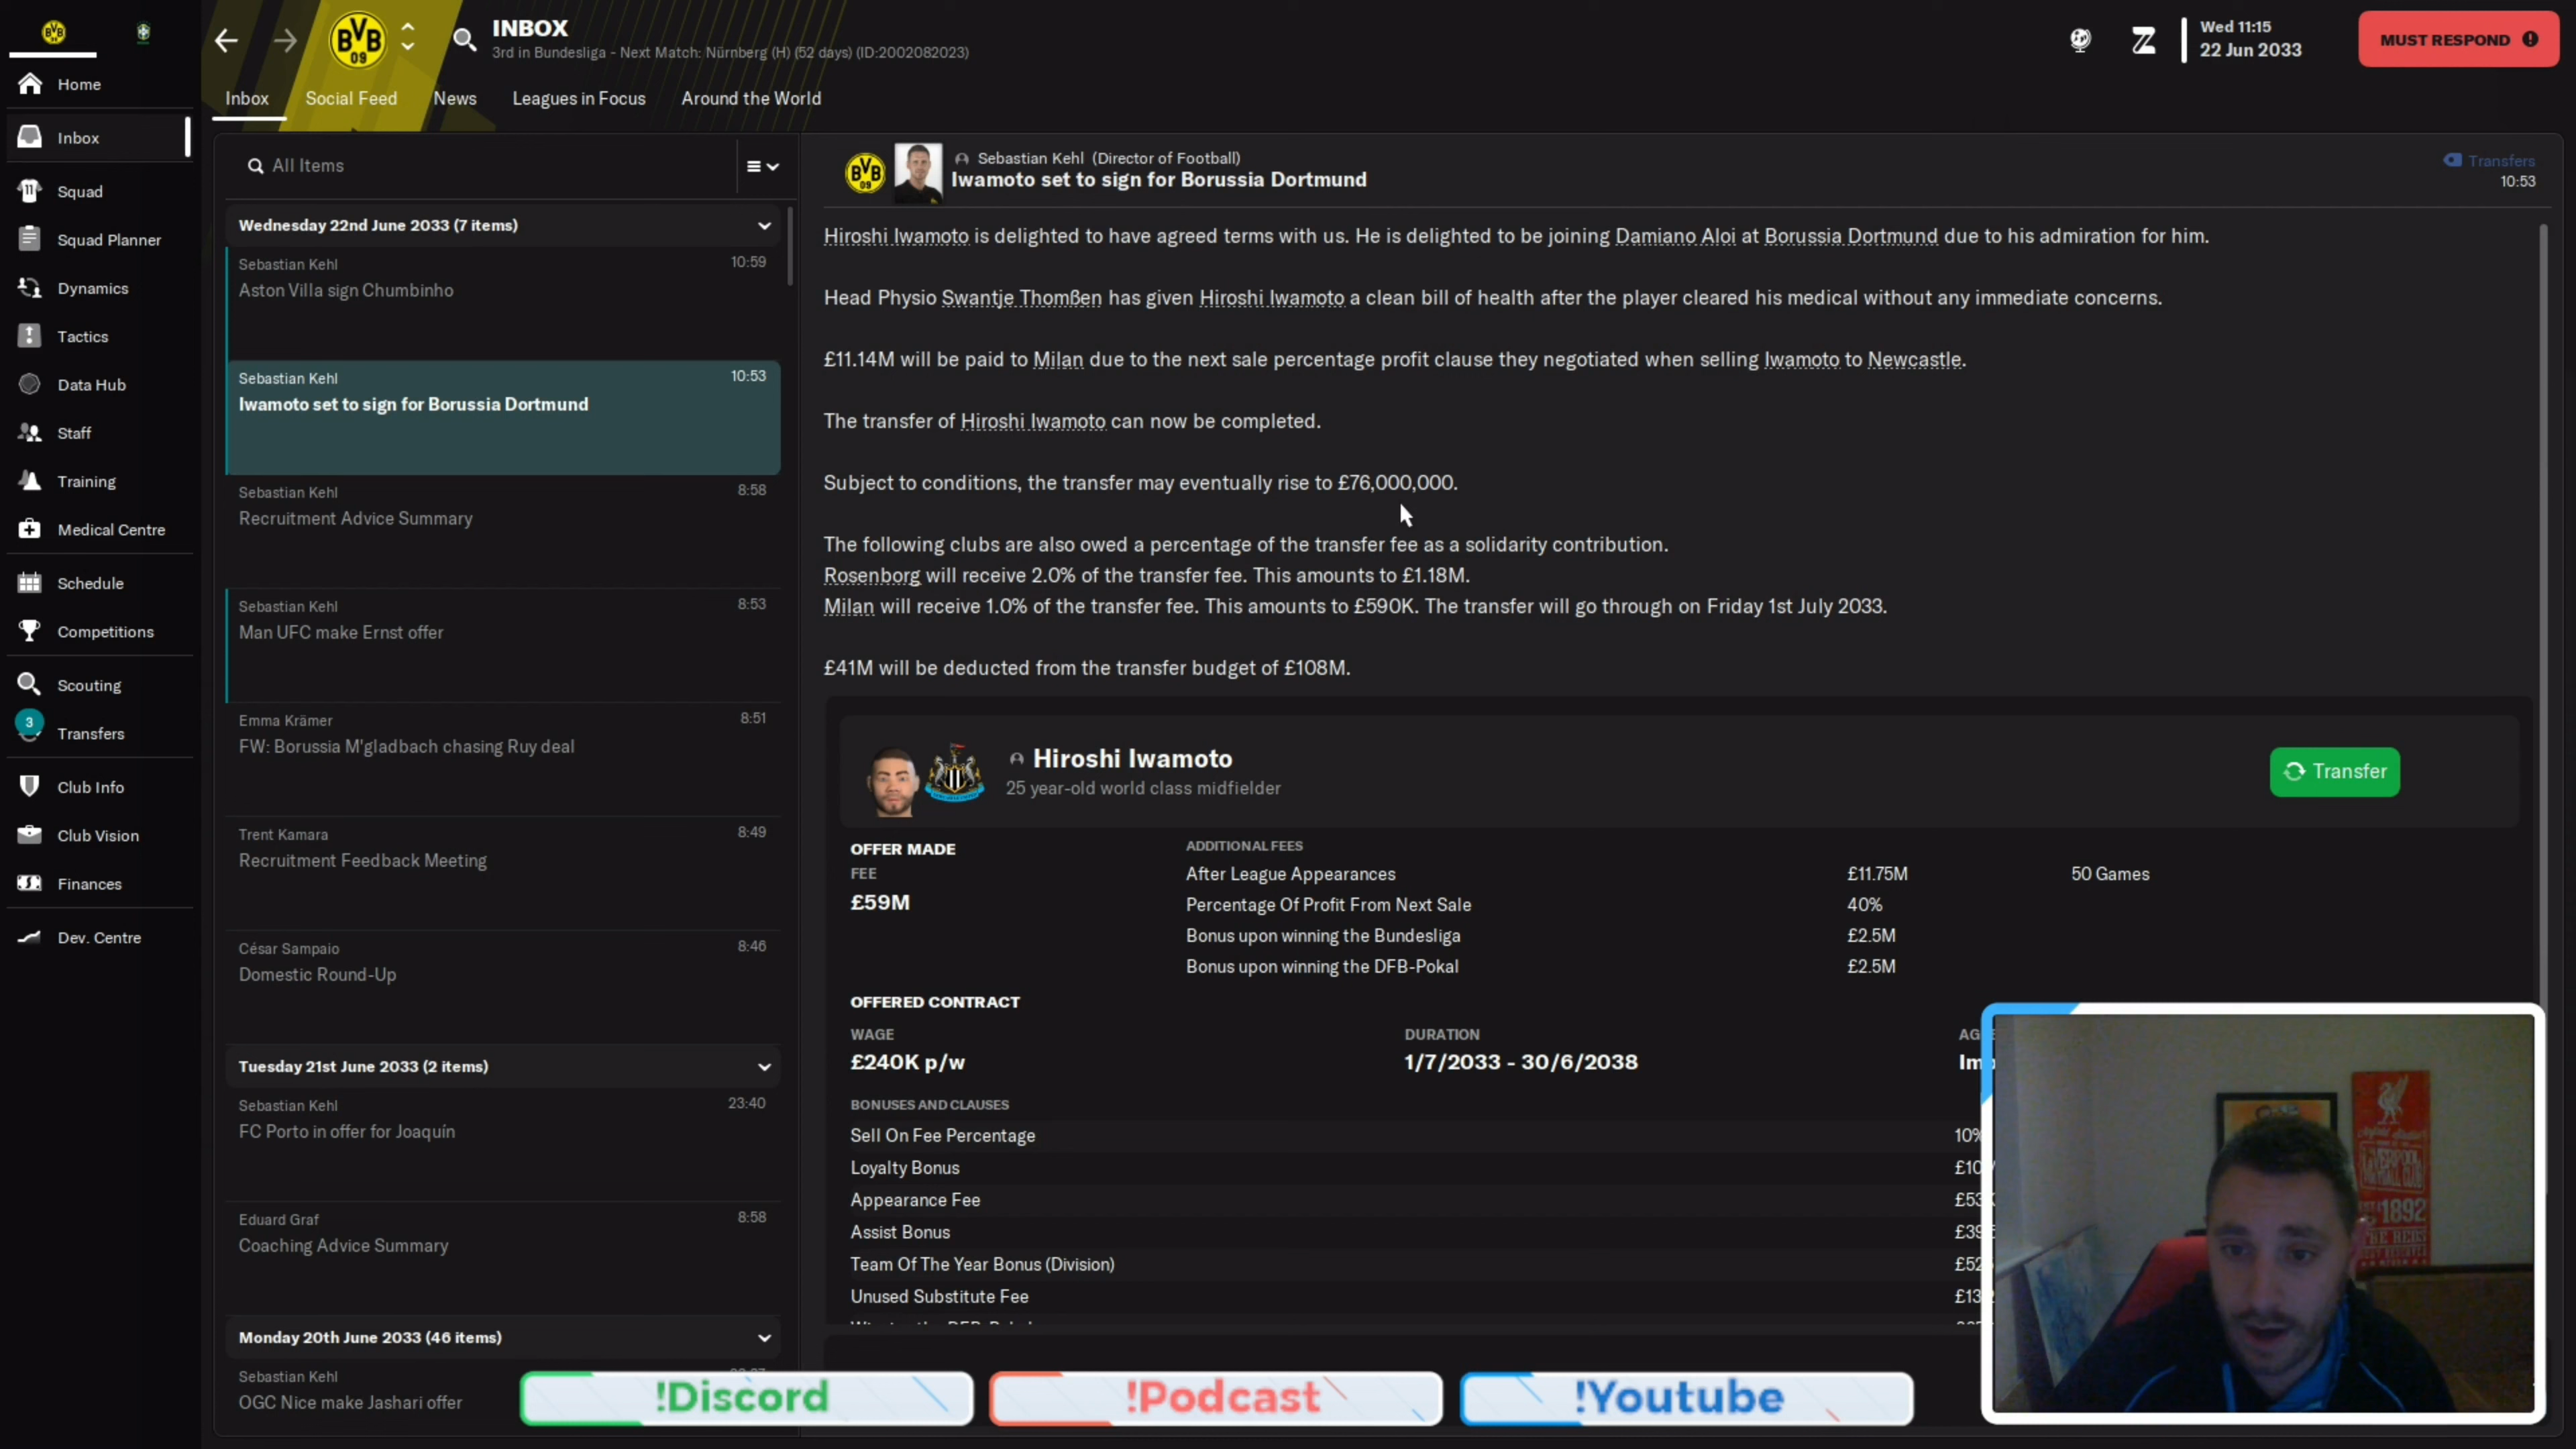 INBOX
3rd in Bundesliga - Next Match: Nürnberg (H) (52 days) (ID:2002082023)
Wed 11:15
22 Jun 2033
MUST RESPOND
Inbox
Social Feed
News
Leagues in Focus
Around the World
Home
Inbox
Squad
Squad Planner
Dynamics
Tactics
Data Hub
Staff
Training
Medical Centre
Schedule
Competitions
Scouting
3
Transfers
Club Info
Club Vision
Finances
Dev. Centre
All Items
Wednesday 22nd June 2033 (7 items)
Sebastian Kehl 10:59
Aston Villa sign Chumbinho
Sebastian Kehl 10:53
Iwamoto set to sign for Borussia Dortmund
Sebastian Kehl 8:58
Recruitment Advice Summary
Sebastian Kehl 8:53
Man UFC make Ernst offer
Emma Krämer 8:51
FW: Borussia M'gladbach chasing Ruy deal
Trent Kamara 8:49
Recruitment Feedback Meeting
César Sampaio 8:46
Domestic Round-Up
Tuesday 21st June 2033 (2 items)
Sebastian Kehl 23:40
FC Porto in offer for Joaquín
Eduard Graf 8:58
Coaching Advice Summary
Monday 20th June 2033 (46 items)
Sebastian Kehl
OGC Nice make Jashari offer
Sebastian Kehl (Director of Football)
Iwamoto set to sign for Borussia Dortmund
Transfers
10:53
Hiroshi Iwamoto is delighted to have agreed terms with us. He is delighted to be joining Damiano Aloi at Borussia Dortmund due to his admiration for him.
Head Physio Swantje Thomßen has given Hiroshi Iwamoto a clean bill of health after the player cleared his medical without any immediate concerns.
£11.14M will be paid to Milan due to the next sale percentage profit clause they negotiated when selling Iwamoto to Newcastle.
The transfer of Hiroshi Iwamoto can now be completed.
Subject to conditions, the transfer may eventually rise to £76,000,000.
The following clubs are also owed a percentage of the transfer fee as a solidarity contribution.
Rosenborg will receive 2.0% of the transfer fee. This amounts to £1.18M.
Milan will receive 1.0% of the transfer fee. This amounts to £590K. The transfer will go through on Friday 1st July 2033.
£41M will be deducted from the transfer budget of £108M.
Hiroshi Iwamoto
25 year-old world class midfielder
Transfer
OFFER MADE
FEE
£59M
ADDITIONAL FEES
After League Appearances £11.75M 50 Games
Percentage Of Profit From Next Sale 40%
Bonus upon winning the Bundesliga £2.5M
Bonus upon winning the DFB-Pokal £2.5M
OFFERED CONTRACT
WAGE
£240K p/w
DURATION
1/7/2033 - 30/6/2038
BONUSES AND CLAUSES
Sell On Fee Percentage 10%
Loyalty Bonus
Appearance Fee
Assist Bonus
Team Of The Year Bonus (Division)
Unused Substitute Fee
!Discord
!Podcast
!Youtube
BVB
09
1892